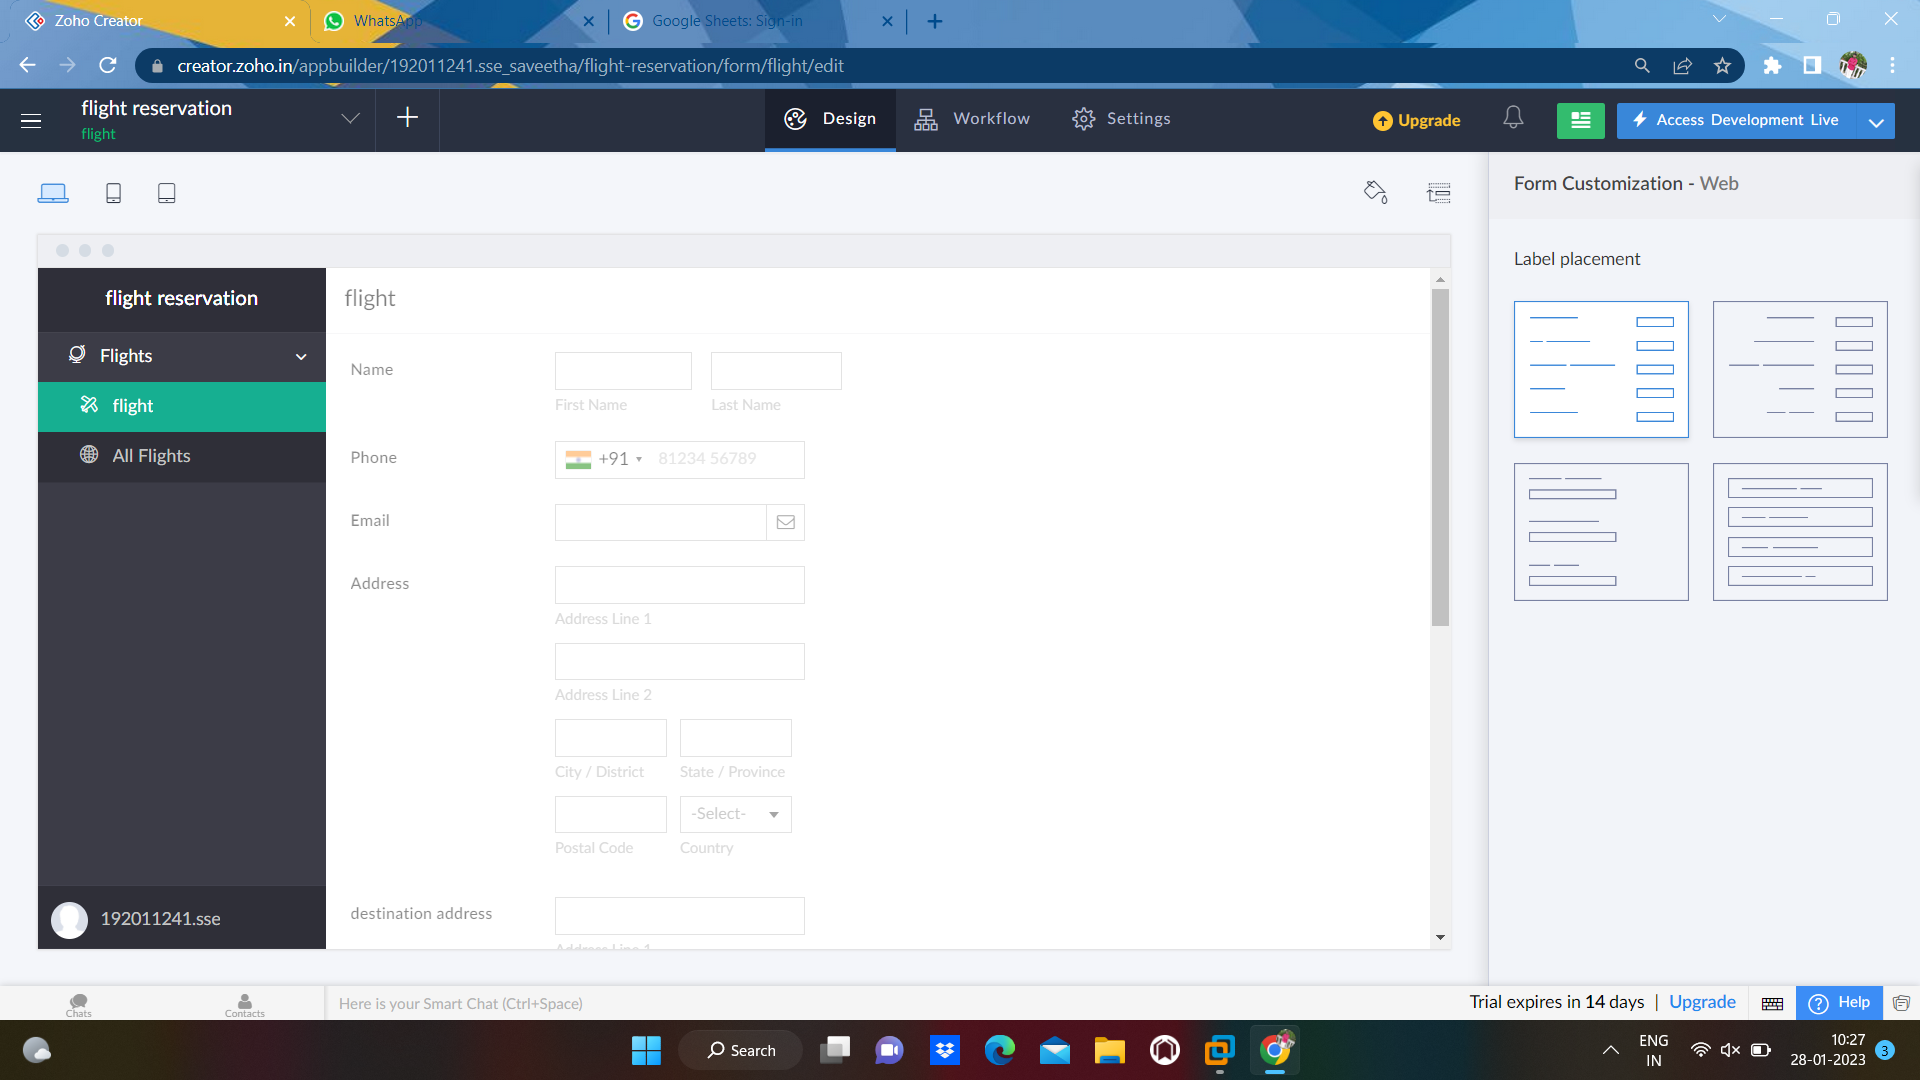 Zoho Creator
WhatsApp
Google Sheets: Sign-in
creator.zoho.in/appbuilder/192011241.sse_saveetha/flight-reservation/form/flight/edit
flight reservation
flight
Design
Workflow
Settings
Upgrade
Access Development Live
Form Customization - Web
Label placement
flight reservation
Flights
flight
All Flights
192011241.sse
flight
Name
First Name
Last Name
Phone
+91
81234 56789
Email
Address
Address Line 1
Address Line 2
City / District
State / Province
-Select-
Postal Code
Country
destination address
Address Line 1
Chats
Contacts
Here is your Smart Chat (Ctrl+Space)
Trial expires in 14 days | Upgrade
Help
Search
ENG
IN
10:27
28-01-2023
3